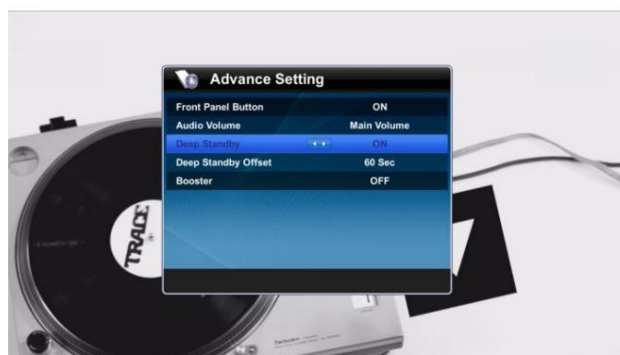 Advance Setting
Front Panel Button ON
Audio Volume Main Volume
Deep Standby ON
Deep Standby Offset 60 Sec
Booster OFF
TRACE
Technics